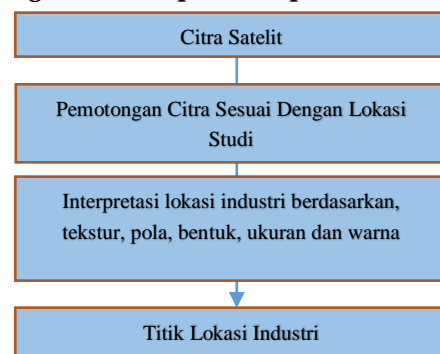 Citra Satelit
Pemotongan Citra Sesuai Dengan Lokasi
Studi
Interpretasi lokasi industri berdasarkan,
tekstur, pola, bentuk, ukuran dan warna
Titik Lokasi Industri